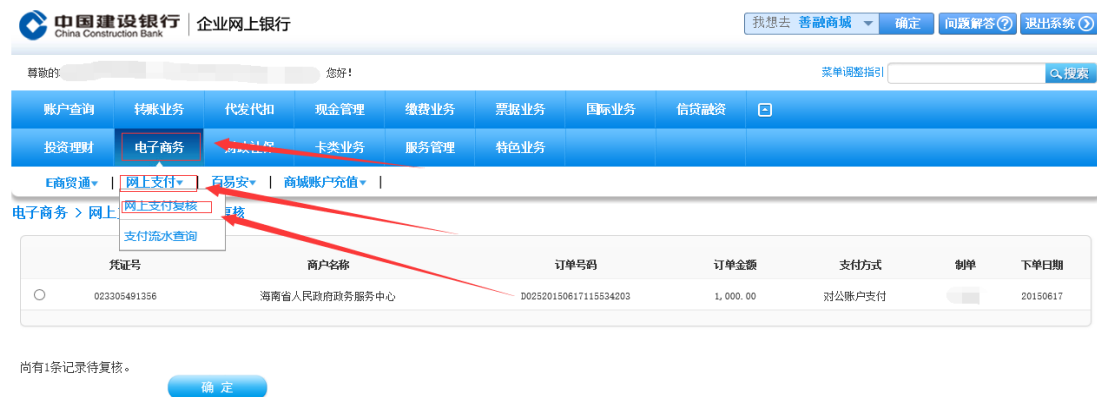 中国建设银行 企业网上银行
China Construction Bank
我想去 善融商城 确定 问题解答 退出系统
尊敬的 您好!
菜单调整指引 搜索
账户查询 转账业务 代发代扣 现金管理 缴费业务 票据业务 国际业务 信贷融资
投资理财 电子商务 卡类业务 服务管理 特色业务
E商贸通 | 网上支付 | 百易安 | 商城账户充值 |
网上支付复核
电子商务 > 网上 复核
支付流水查询
凭证号 商户名称 订单号码 订单金额 支付方式 制单 下单日期
023305491356 海南省人民政府政务服务中心 D02520150617115534203 1,000.00 对公账户支付 20150617
尚有1条记录待复核。
确 定